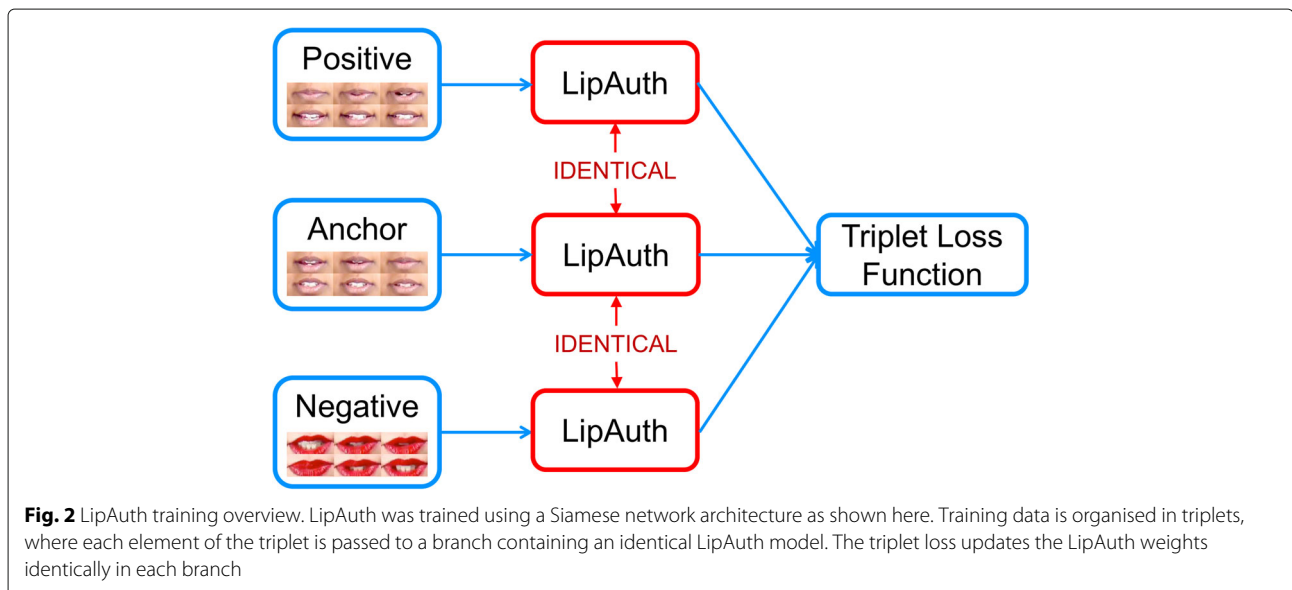 Positive
LipAuth
IDENTICAL
Anchor
LipAuth
Triplet Loss
Function
IDENTICAL
Negative
LipAuth
Fig. 2 LipAuth training overview. LipAuth was trained using a Siamese network architecture as shown here. Training data is organised in triplets,
where each element of the triplet is passed to a branch containing an identical LipAuth model. The triplet loss updates the LipAuth weights
identically in each branch